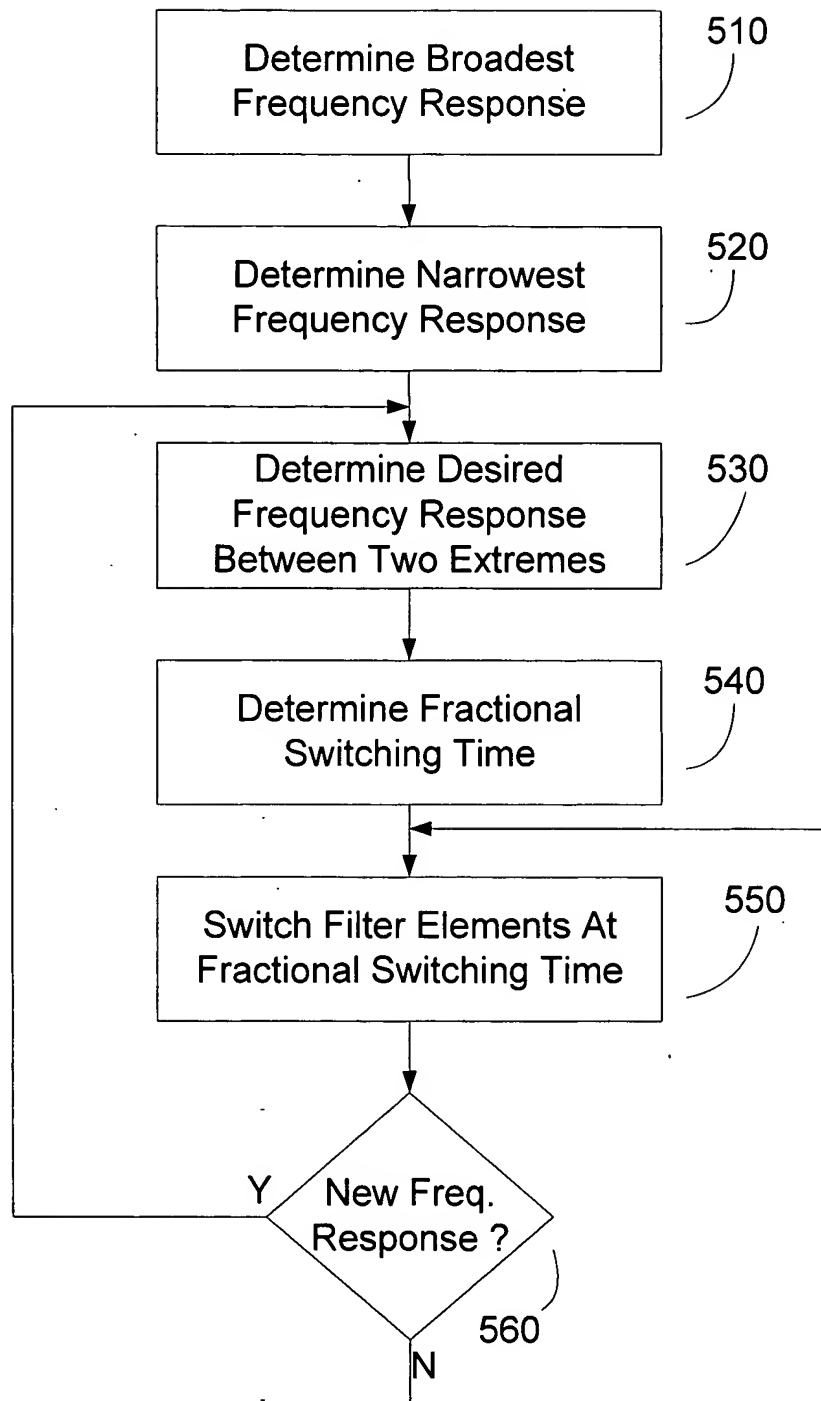 Determine Broadest
Frequency Response
510
Determine Narrowest
Frequency Response
520
Determine Desired
Frequency Response
Between Two Extremes
530
Determine Fractional
Switching Time
540
Switch Filter Elements At
Fractional Switching Time
550
Y
New Freq.
Response ?
560
N